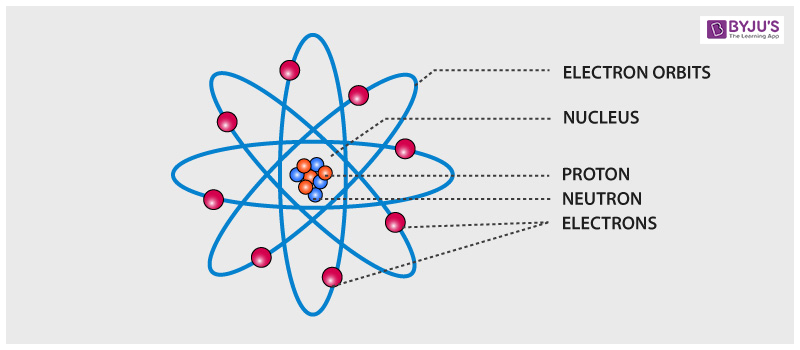 BYJU'S
The Learning App
ELECTRON ORBITS
NUCLEUS
PROTON
NEUTRON
ELECTRONS